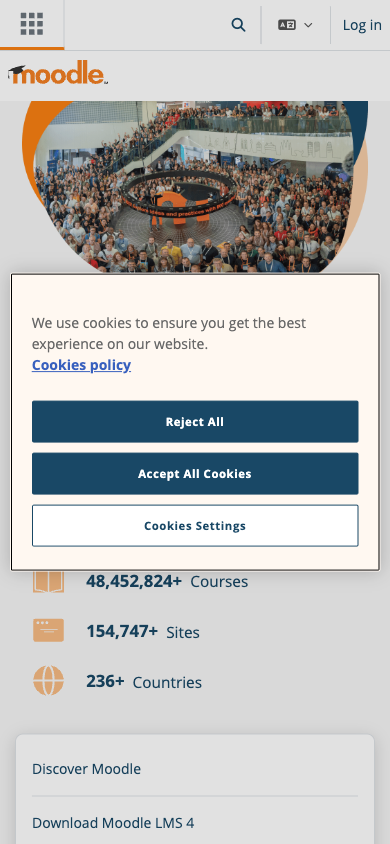 Log in
moodle
We use cookies to ensure you get the best
experience on our website.
Cookies policy
Reject All
Accept All Cookies
Cookies Settings
48,452,824+ Courses
154,747+ Sites
236+ Countries
Discover Moodle
Download Moodle LMS 4